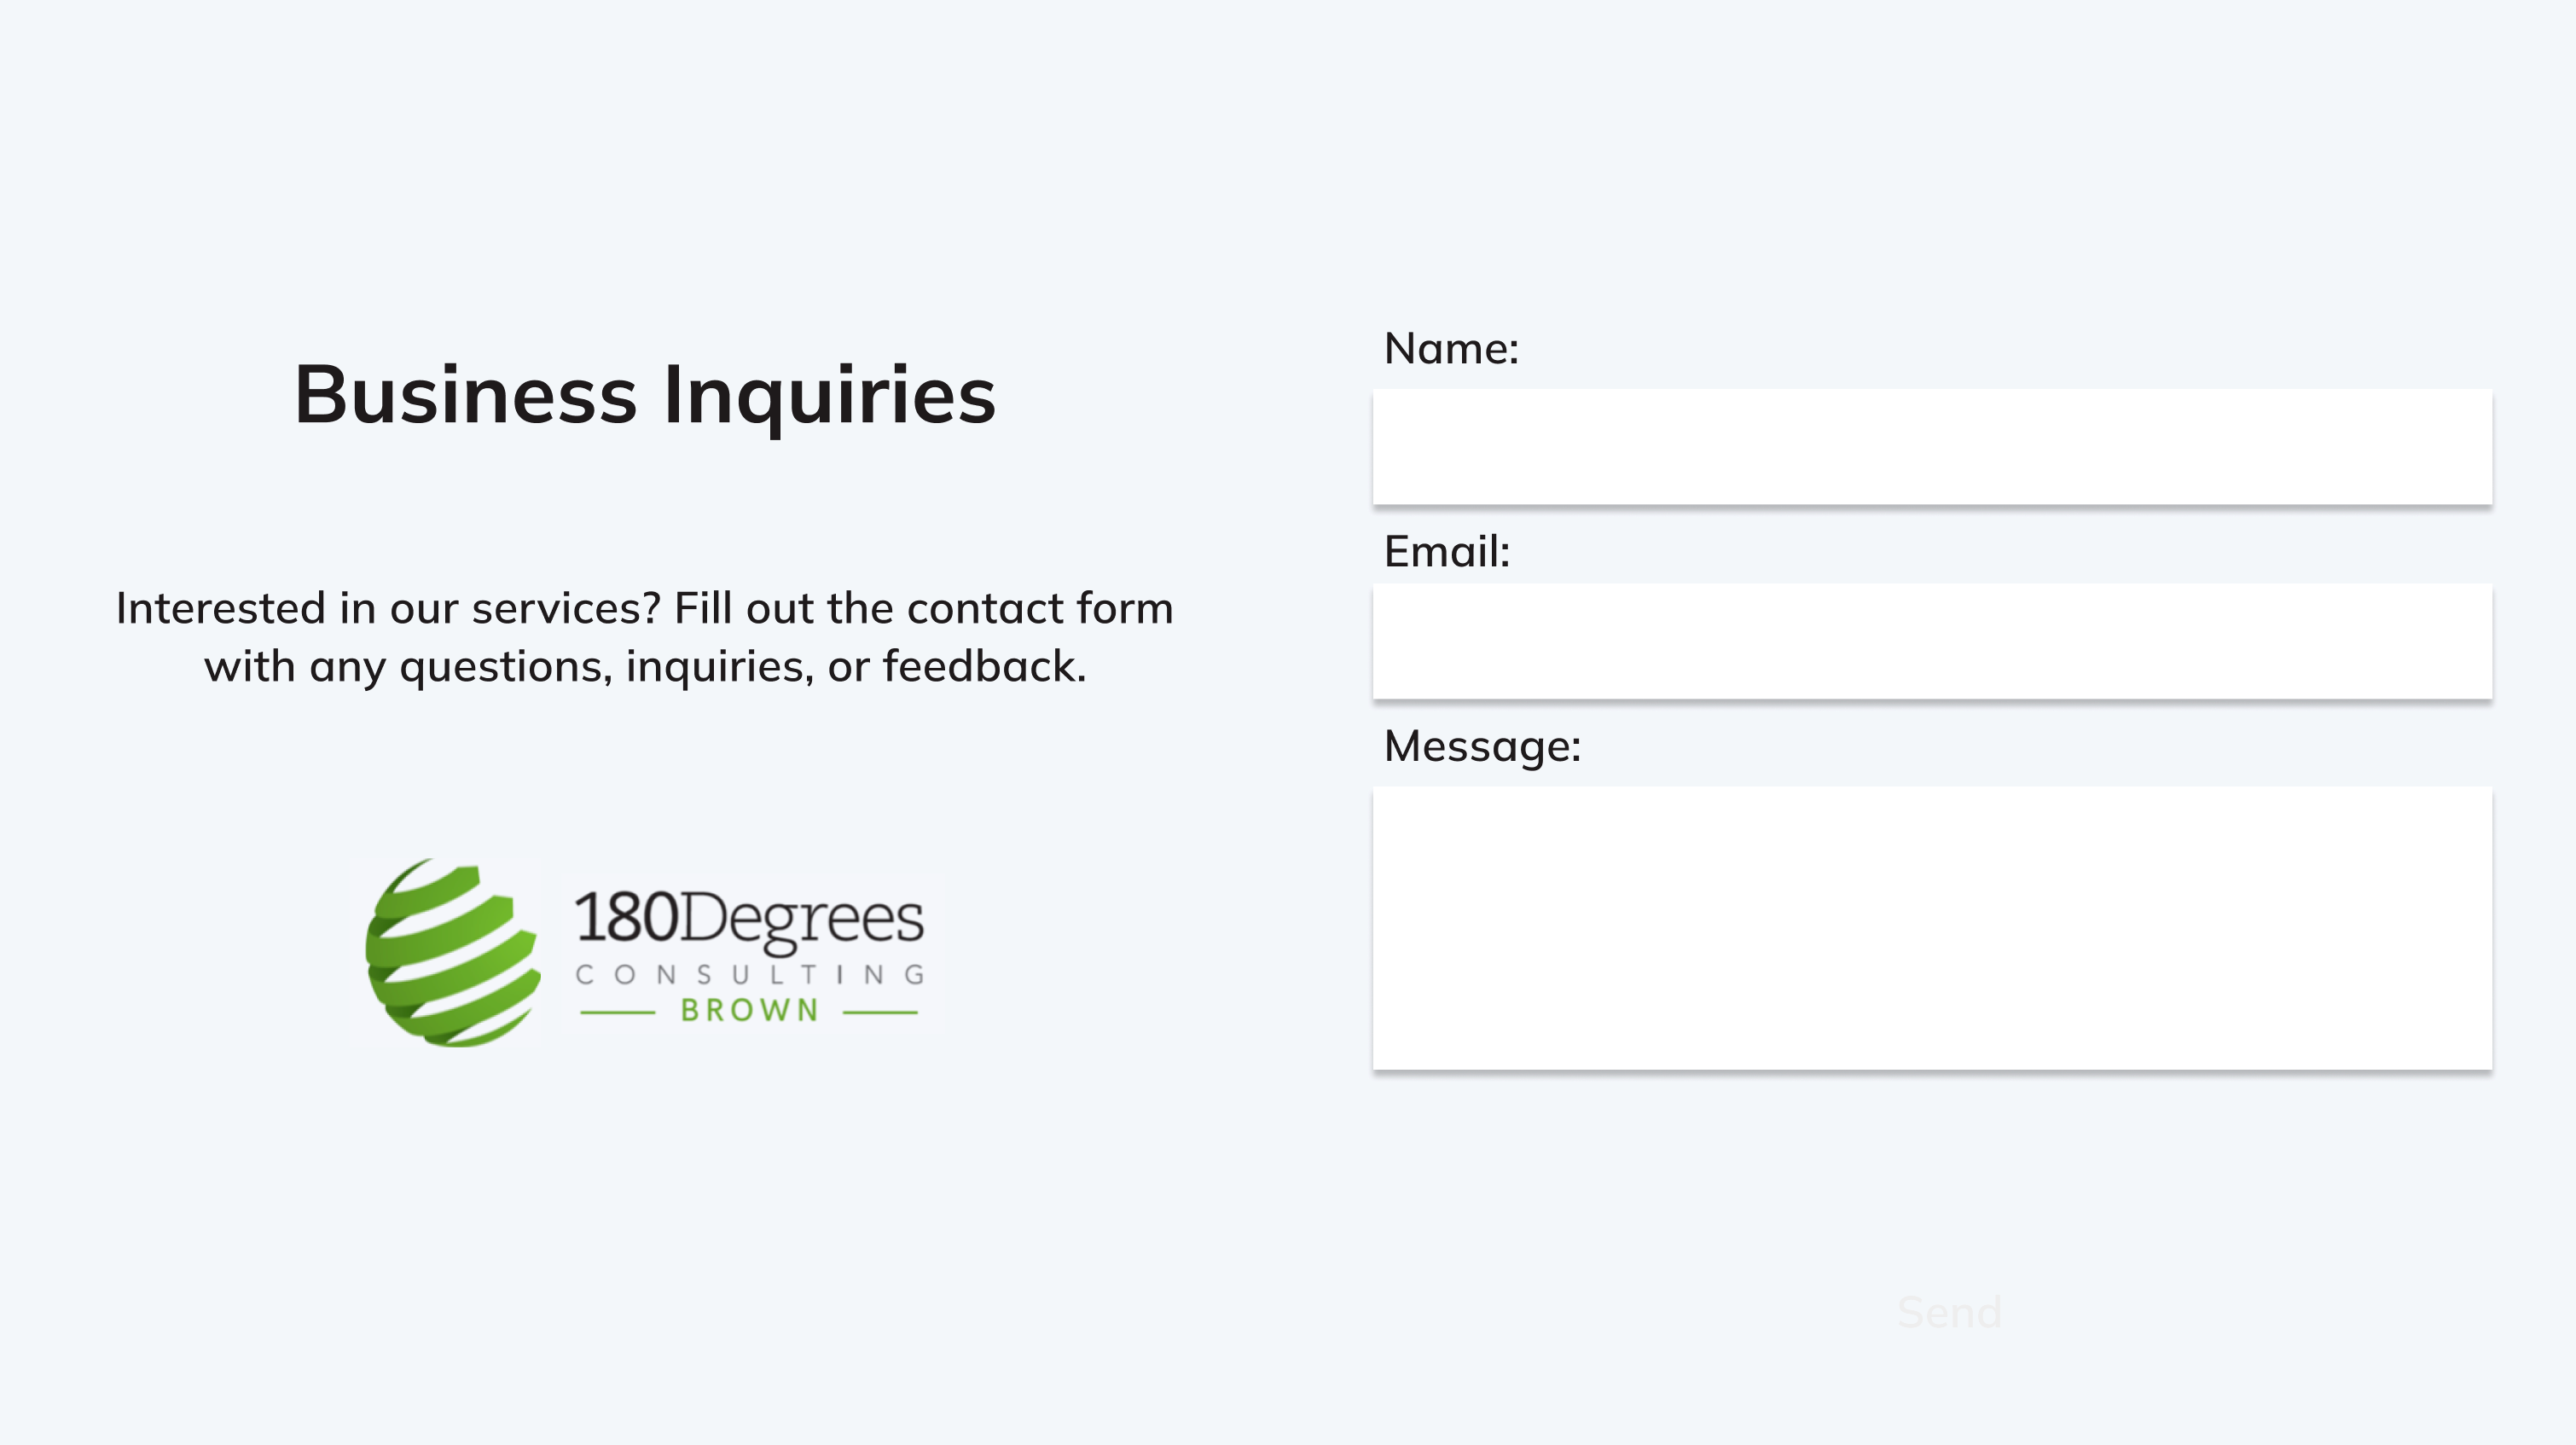 Business Inquiries
Interested in our services? Fill out the contact form
with any questions, inquiries, or feedback.
180Degrees
CONSULTING
BROWN
Name:
Email:
Message:
Send